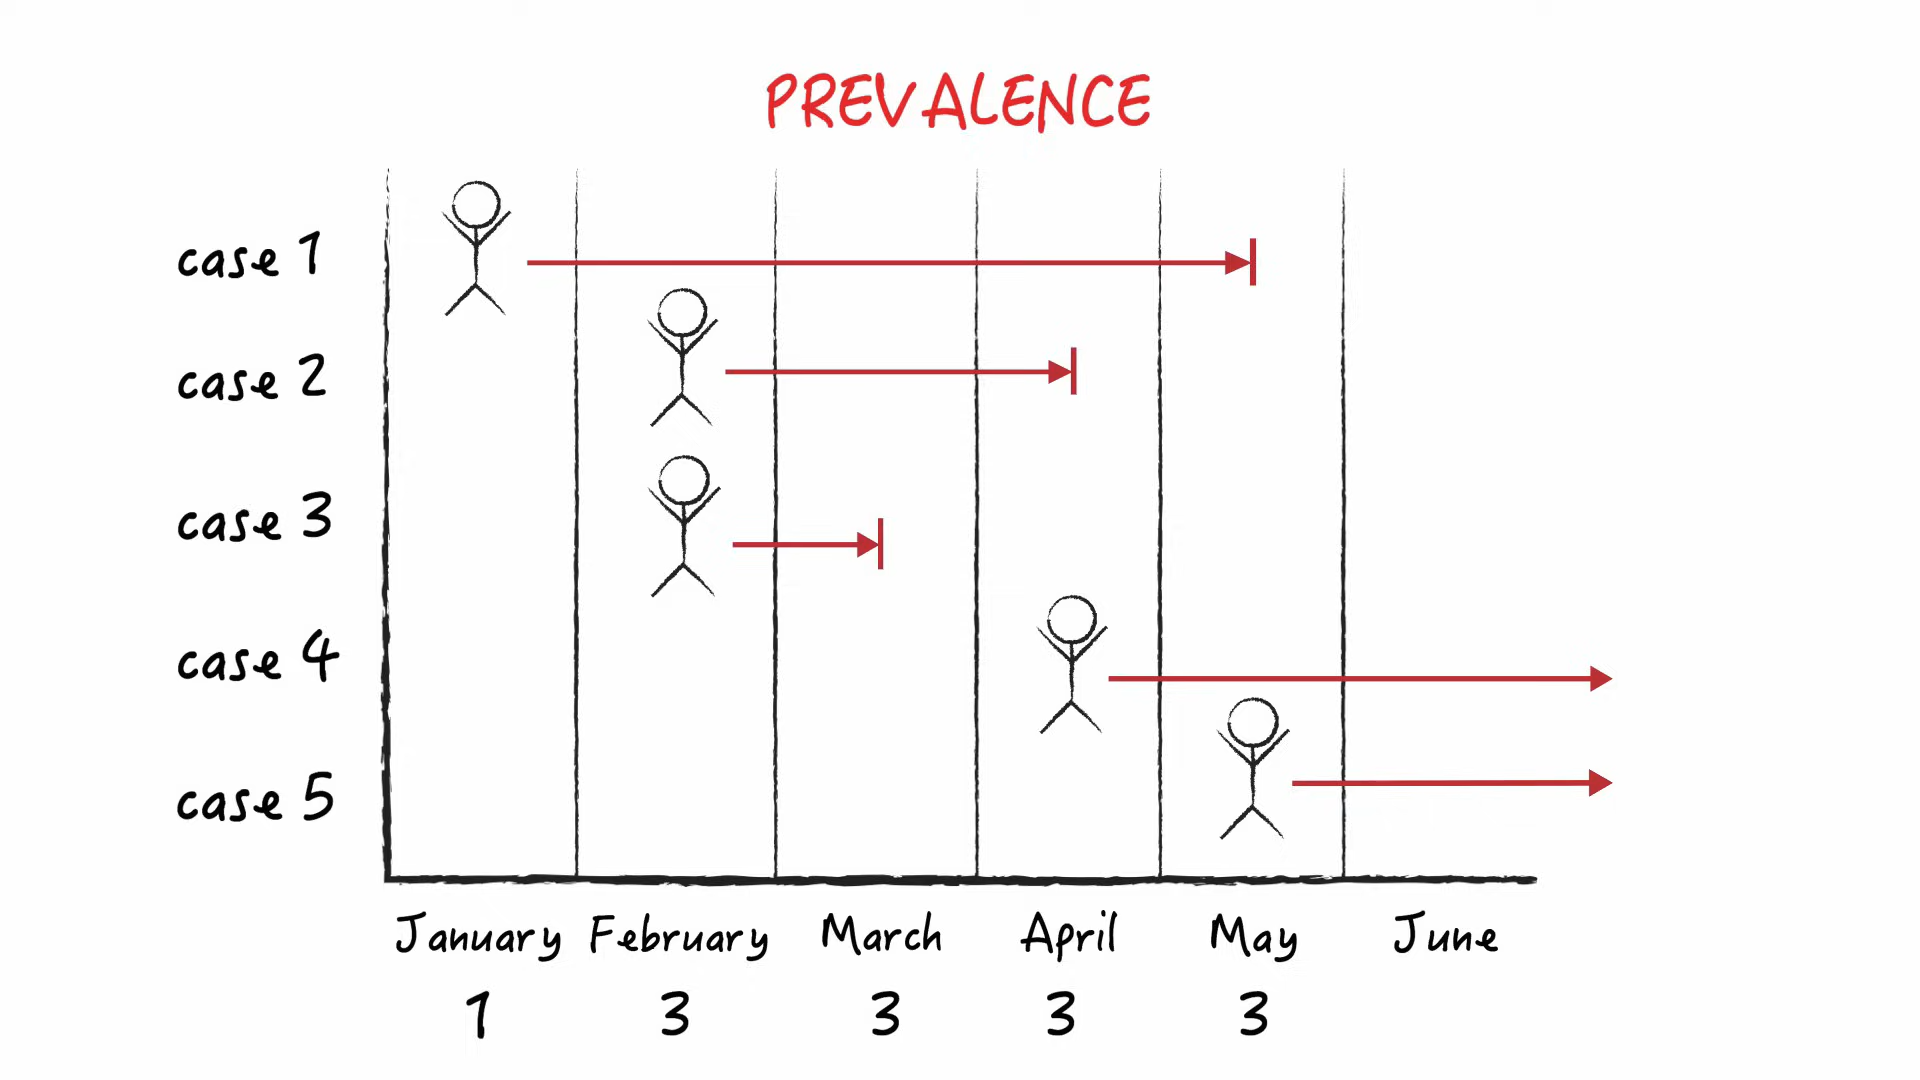 PREVALENCE
case 1
case 2
case 3
case 4
case 5
January February March April May June
1 3 3 3 3